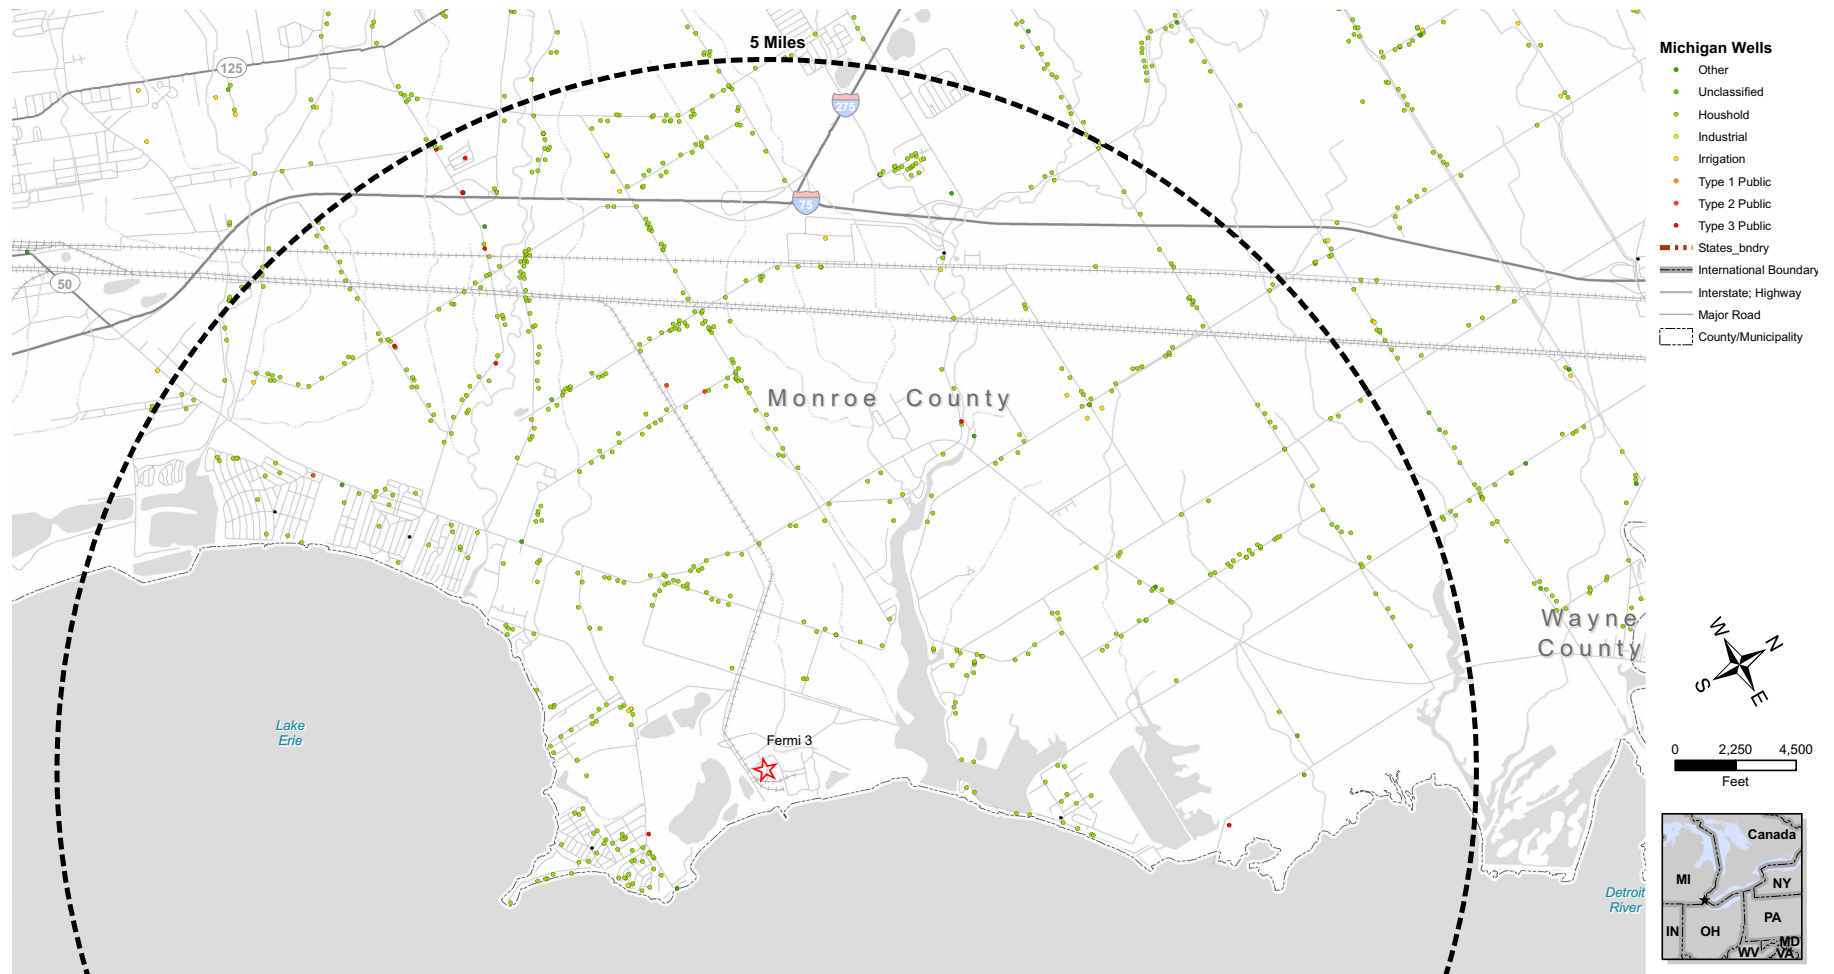 5 Miles
125
275
75
50
Monroe County
Wayne
County
Lake
Erie
Fermi 3
Detroit
River
Michigan Wells
Other
Unclassified
Houshold
Industrial
Irrigation
Type 1 Public
Type 2 Public
Type 3 Public
States_bndry
International Boundary
Interstate; Highway
Major Road
County/Municipality
W
N
S
E
0 2,250 4,500
Feet
Canada
MI
NY
PA
IN
OH
MD
WV
VA